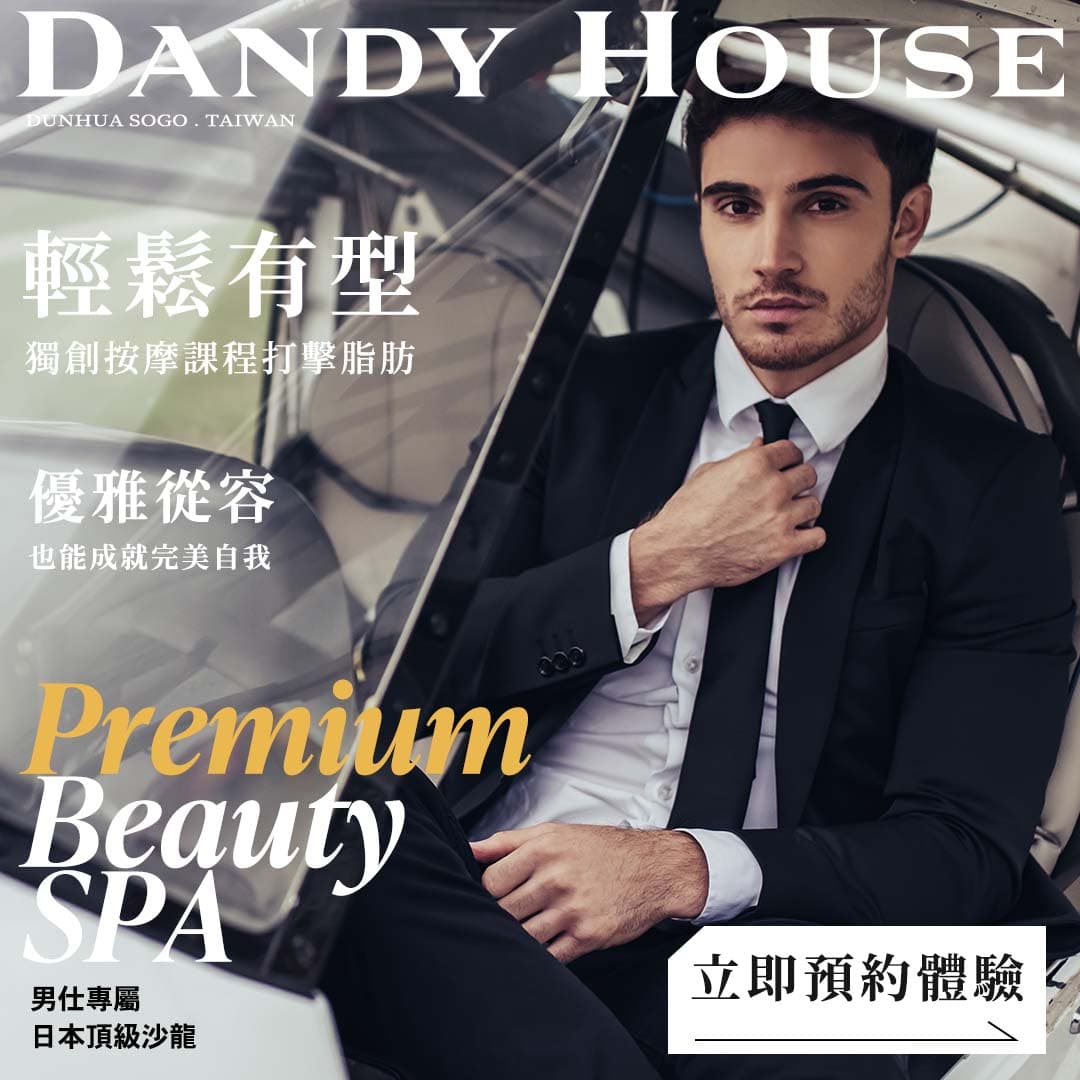 DANDY HOUSE
DUNHUA SOGO . TAIWAN
輕鬆有型
獨創按摩課程打擊脂肪
優雅從容
也能成就完美自我
Premium
Beauty
SPA
男仕專屬
日本頂級沙龍
立即預約體驗